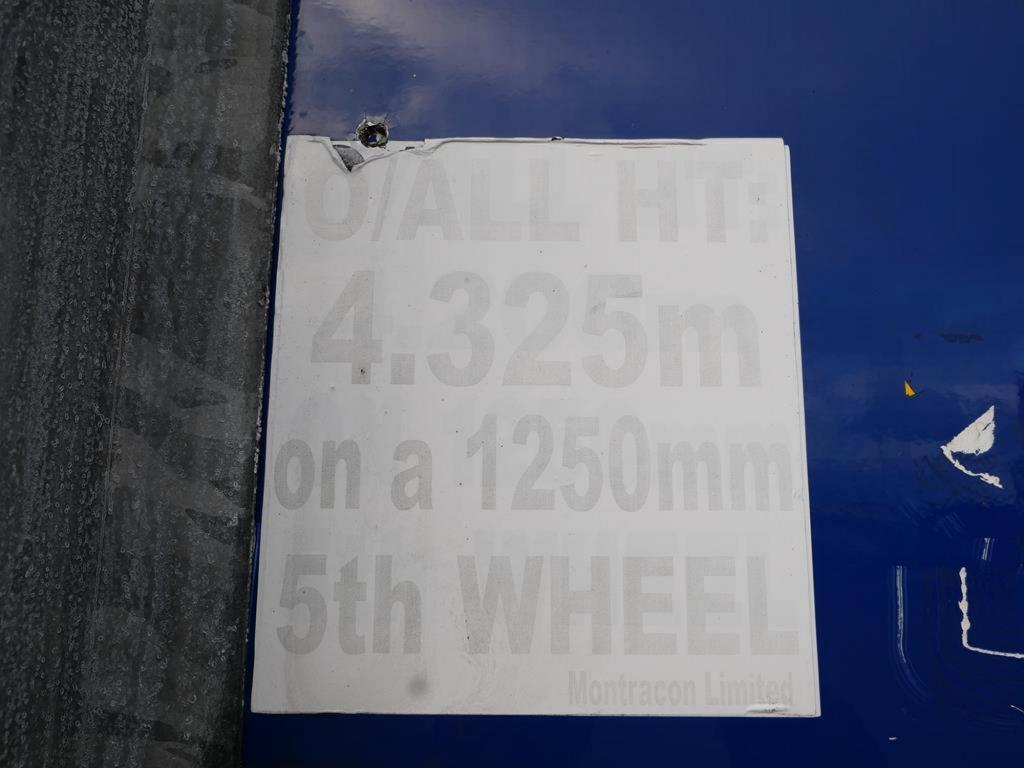 O/ALL HT:
4.325m
on a 1250mm
5th WHEEL
Montracon Limited